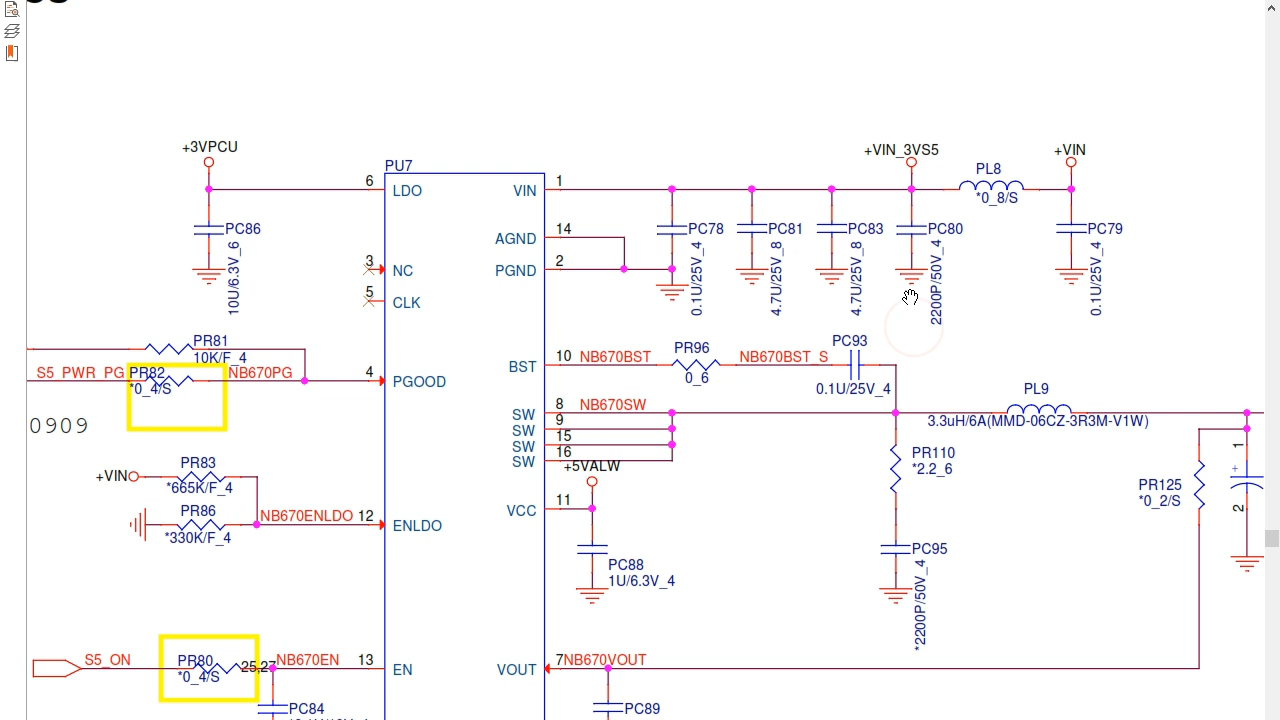 +3VPCU
PU7
+VIN_3VS5
+VIN
PL8
*0_8/S
6
LDO
VIN
1
PC86
10U/6.3V_6
AGND
14
PC78
0.1U/25V_4
PC81
4.7U/25V_8
PC83
4.7U/25V_8
PC80
2200P/50V_4
PC79
0.1U/25V_4
3
NC
PGND
2
5
CLK
PR81
10K/F_4
S5_PWR_PG
PR82
*0_4/S
NB670PG
4
PGOOD
BST
10
NB670BST
PR96
0_6
NB670BST_S
PC93
0.1U/25V_4
0909
SW
8
NB670SW
SW
9
SW
15
SW
16
PL9
3.3uH/6A(MMD-06CZ-3R3M-V1W)
+VIN
PR83
*665K/F_4
PR86
*330K/F_4
NB670ENLDO
12
ENLDO
+5VALW
VCC
11
PC88
1U/6.3V_4
PR110
*2.2_6
PC95
*2200P/50V_4
PR125
*0_2/S
+
1
2
S5_ON
PR80
*0_4/S
25,27
NB670EN
13
EN
VOUT
7
NB670VOUT
PC84
PC89